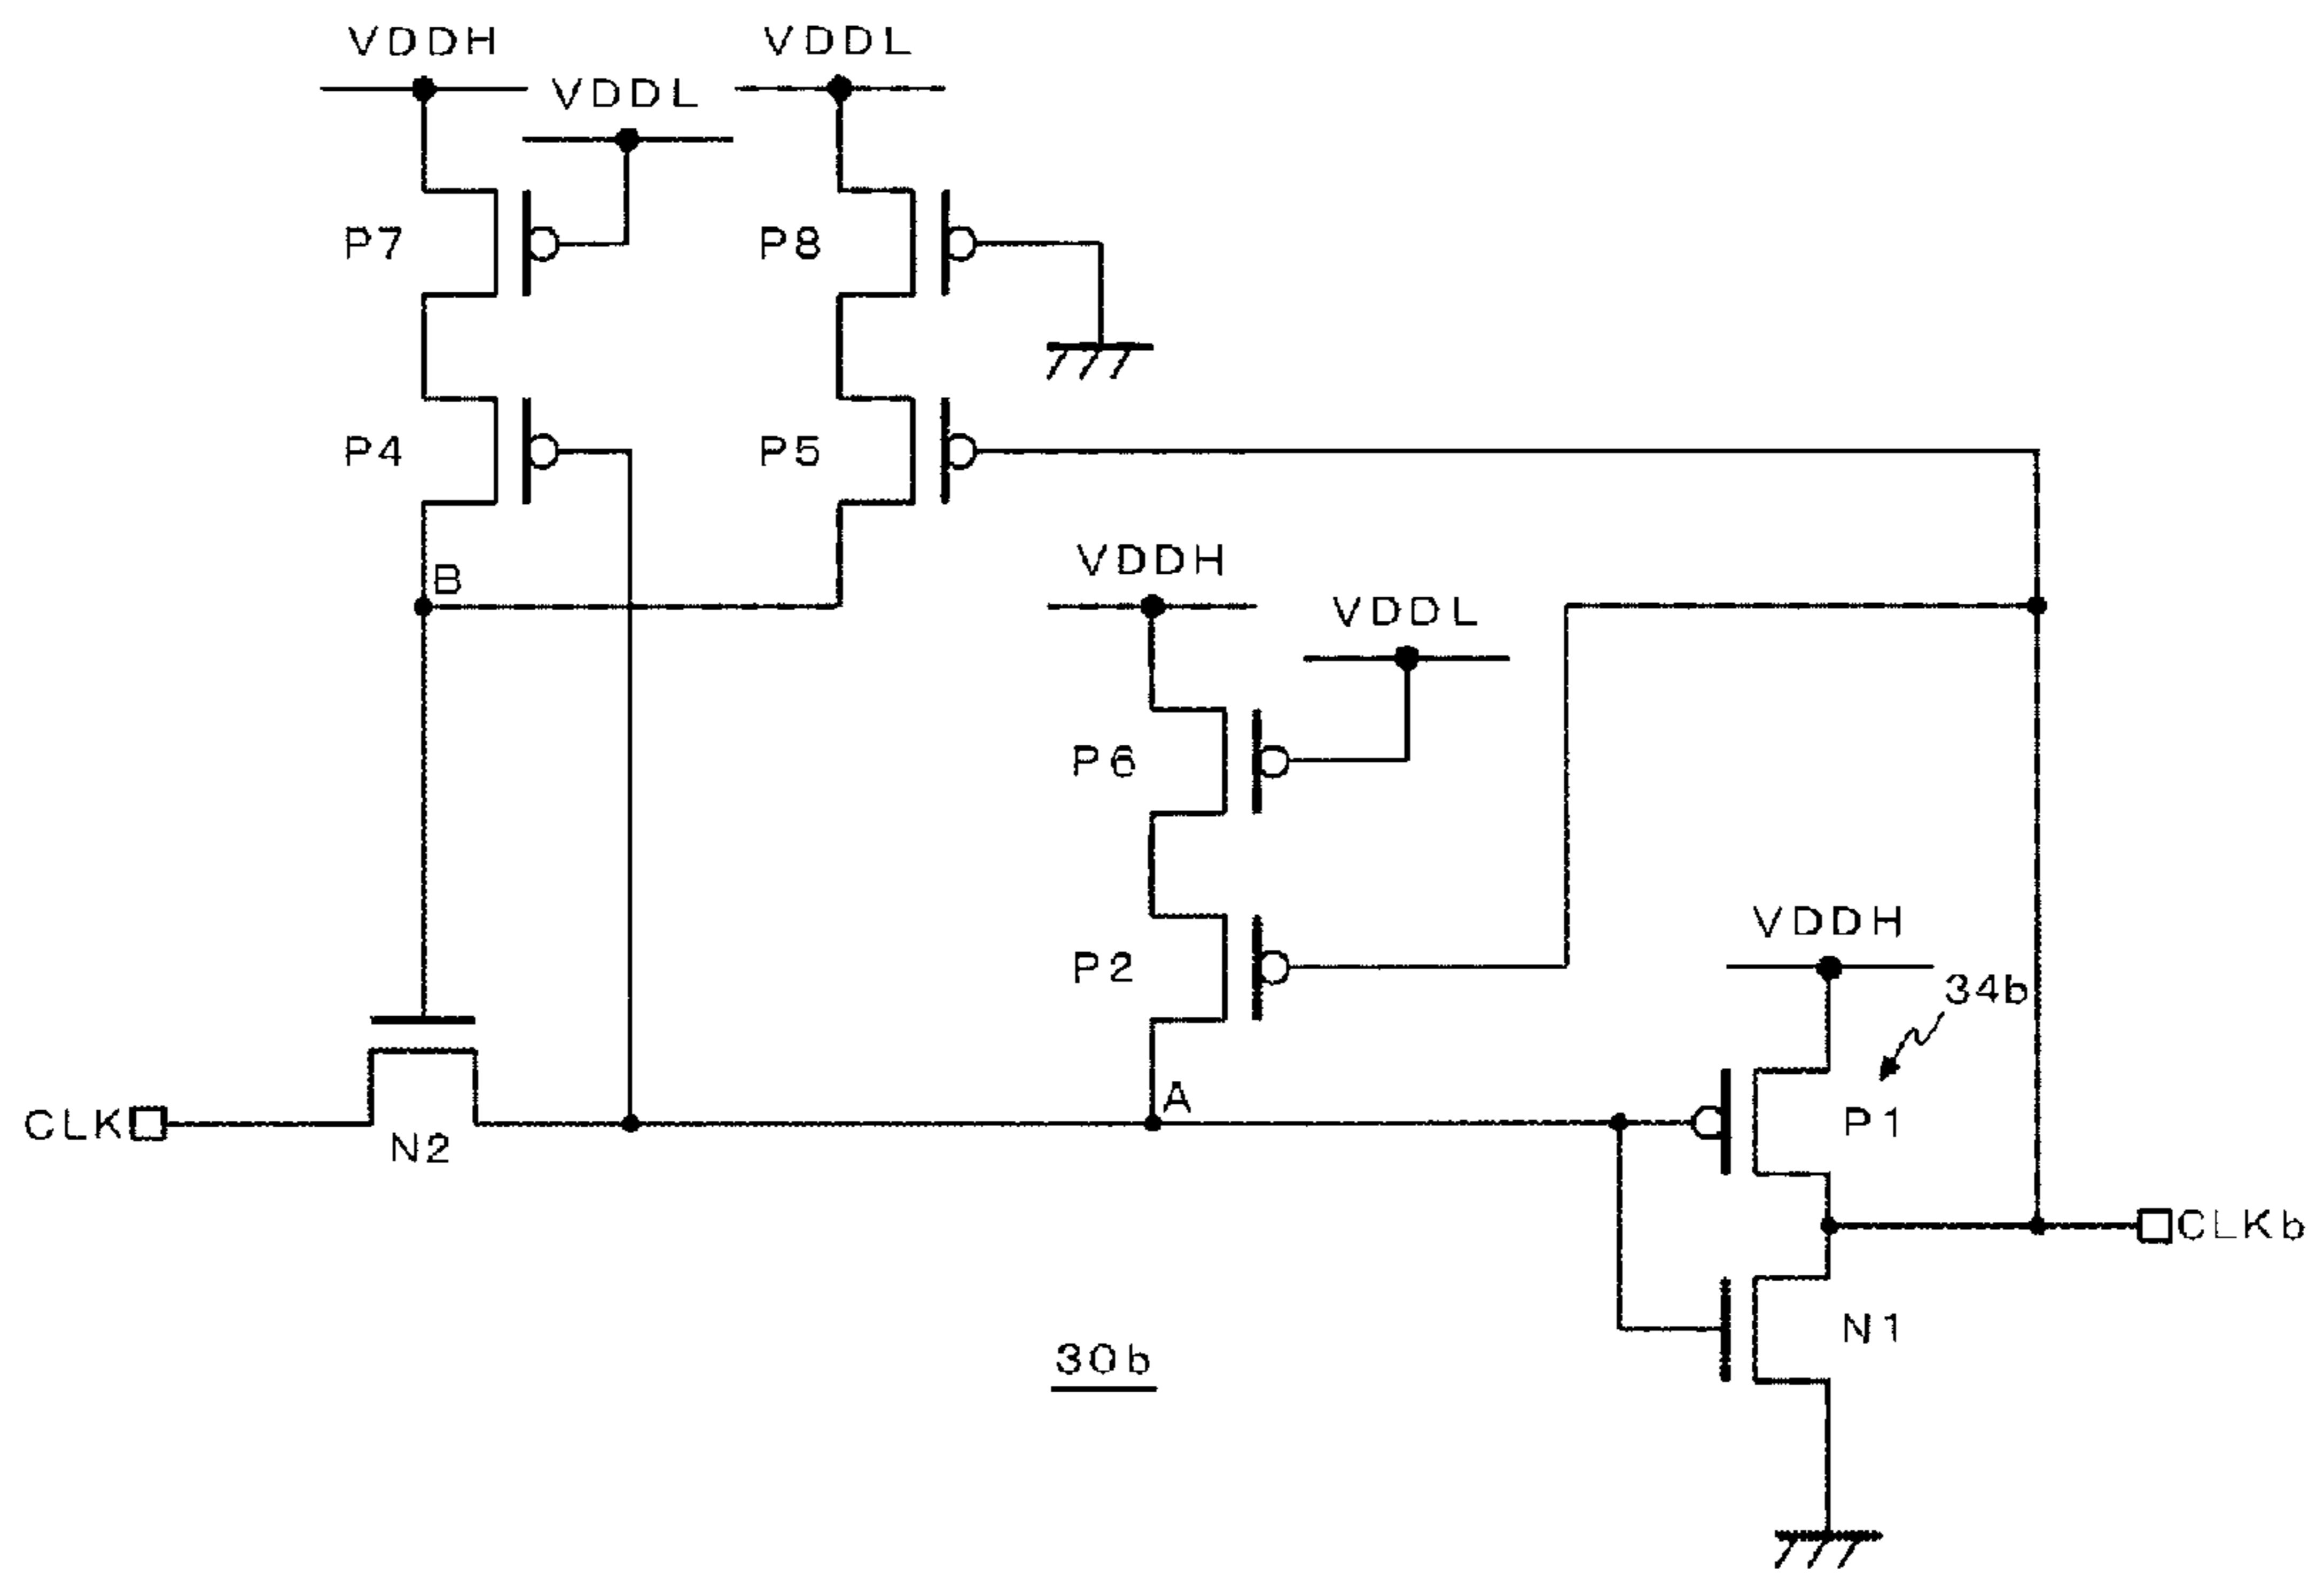 VDDH
VDDL
VDDL
P7
P8
P4
P5
B
VDDH
VDDL
P6
P2
VDDH
34b
A
P1
CLK
N2
CLKb
N1
30b